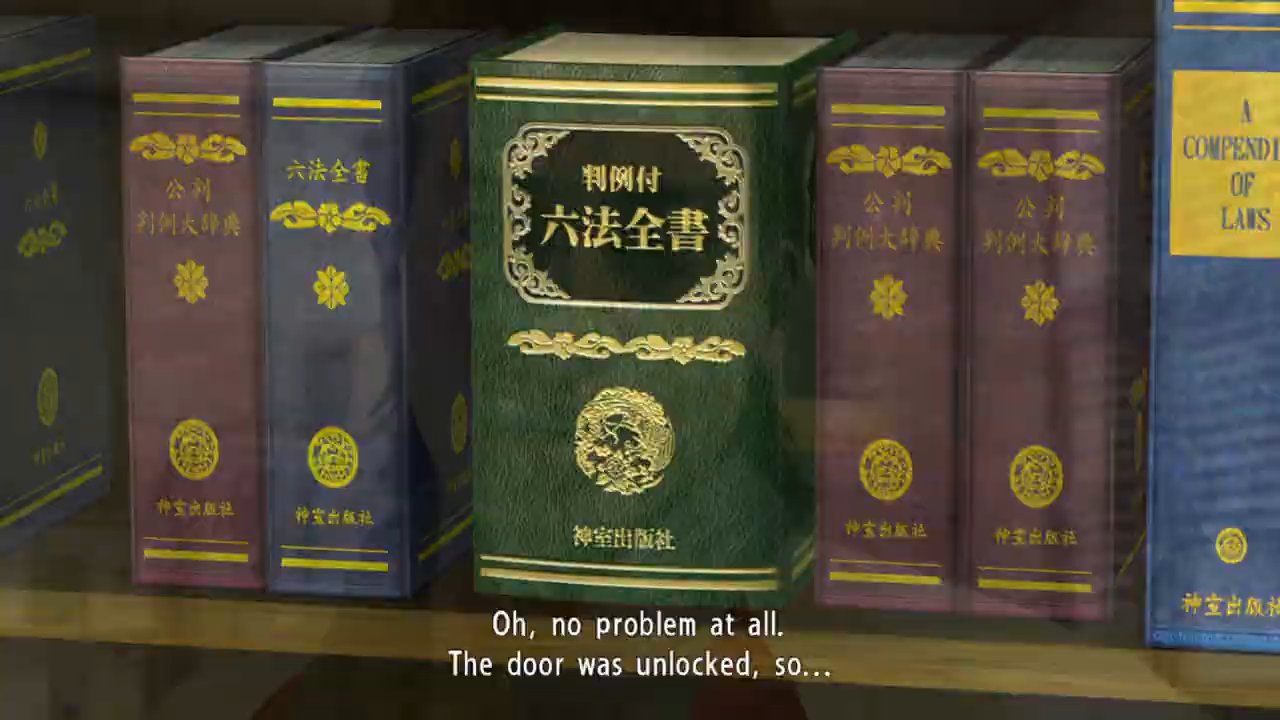 公判
判例大辞典
神室出版社
六法全書
神室出版社
判例付
六法全書
神室出版社
公判
判例大辞典
神室出版社
公判
判例大辞典
神室出版社
A
COMPENDI
OF
LAWS
神室出版
Oh, no problem at all.
The door was unlocked, so...